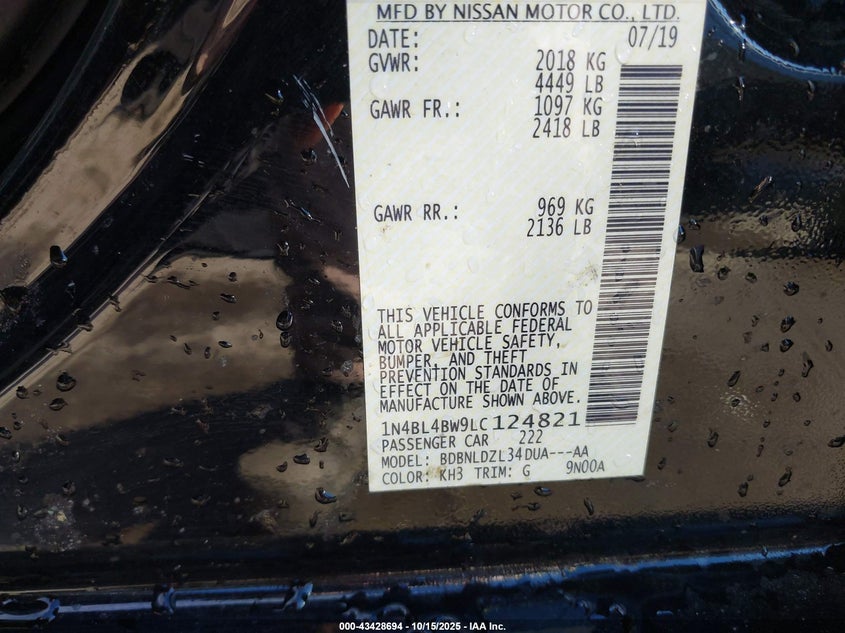 MFD BY NISSAN MOTOR CO., LTD.
DATE: 07/19
GVWR: 2018 KG
4449 LB
GAWR FR.: 1097 KG
2418 LB
GAWR RR.: 969 KG
2136 LB
THIS VEHICLE CONFORMS TO
ALL APPLICABLE FEDERAL
MOTOR VEHICLE SAFETY,
BUMPER, AND THEFT
PREVENTION STANDARDS IN
EFFECT ON THE DATE OF
MANUFACTURE SHOWN ABOVE.
1N4BL4BW9LC124821
PASSENGER CAR 222
MODEL: BDBNLDZL34DUA---AA
COLOR: KH3 TRIM: G 9N00A
000-43428694 - 10/15/2025 - IAA Inc.